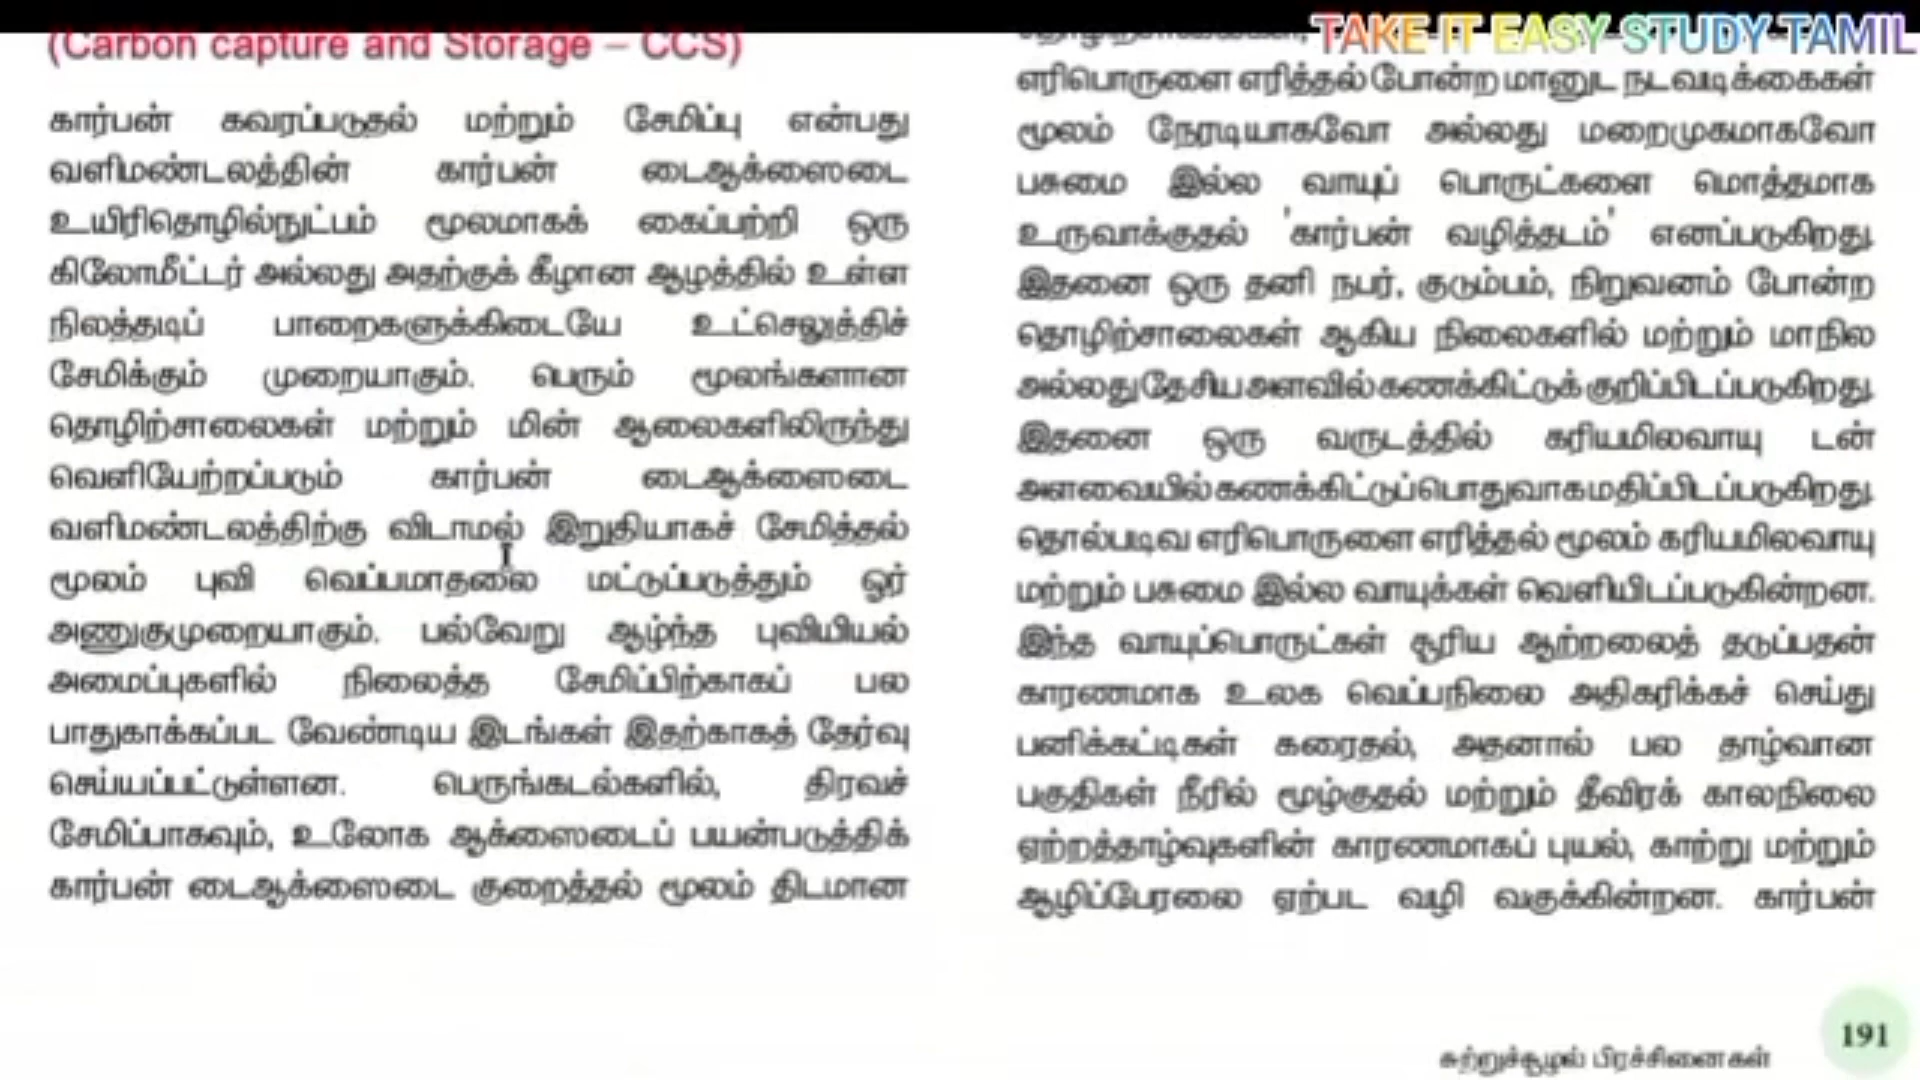 TAKE IT EASY STUDY TAMIL
(Carbon capture and Storage – CCS)
கார்பன் கவரப்படுதல் மற்றும் சேமிப்பு என்பது
வளிமண்டலத்தின் கார்பன் டைஆக்ஸைடை
உயிரிதொழில்நுட்பம் மூலமாகக் கைப்பற்றி ஒரு
கிலோமீட்டர் அல்லது அதற்குக் கீழான ஆழத்தில் உள்ள
நிலத்தடிப் பாறைகளுக்கிடையே உட்செலுத்திச்
சேமிக்கும் முறையாகும். பெரும் மூலங்களான
தொழிற்சாலைகள் மற்றும் மின் ஆலைகளிலிருந்து
வெளியேற்றப்படும் கார்பன் டைஆக்ஸைடை
வளிமண்டலத்திற்கு விடாமல் இறுதியாகச் சேமித்தல்
மூலம் புவி வெப்பமாதலை மட்டுப்படுத்தும் ஓர்
அணுகுமுறையாகும். பல்வேறு ஆழ்ந்த புவியியல்
அமைப்புகளில் நிலைத்த சேமிப்பிற்காகப் பல
பாதுகாக்கப்பட வேண்டிய இடங்கள் இதற்காகத் தேர்வு
செய்யப்பட்டுள்ளன. பெருங்கடல்களில், திரவச்
சேமிப்பாகவும், உலோக ஆக்ஸைடைப் பயன்படுத்திக்
கார்பன் டைஆக்ஸைடை குறைத்தல் மூலம் திடமான
எரிபொருளை எரித்தல் போன்ற மானுட நடவடிக்கைகள்
மூலம் நேரடியாகவோ அல்லது மறைமுகமாகவோ
பசுமை இல்ல வாயுப் பொருட்களை மொத்தமாக
உருவாக்குதல் 'கார்பன் வழித்தடம்' எனப்படுகிறது.
இதனை ஒரு தனி நபர், குடும்பம், நிறுவனம் போன்ற
தொழிற்சாலைகள் ஆகிய நிலைகளில் மற்றும் மாநில
அல்லது தேசிய அளவில் கணக்கிட்டுக் குறிப்பிடப்படுகிறது.
இதனை ஒரு வருடத்தில் கரியமிலவாயு டன்
அளவையில் கணக்கிட்டுப் பொதுவாக மதிப்பிடப்படுகிறது.
தொல்படிவ எரிபொருளை எரித்தல் மூலம் கரியமிலவாயு
மற்றும் பசுமை இல்ல வாயுக்கள் வெளியிடப்படுகின்றன.
இந்த வாயுப்பொருட்கள் சூரிய ஆற்றலைத் தடுப்பதன்
காரணமாக உலக வெப்பநிலை அதிகரிக்கச் செய்து
பனிக்கட்டிகள் கரைதல், அதனால் பல தாழ்வான
பகுதிகள் நீரில் மூழ்குதல் மற்றும் தீவிரக் காலநிலை
ஏற்றத்தாழ்வுகளின் காரணமாகப் புயல், காற்று மற்றும்
ஆழிப்பேரலை ஏற்பட வழி வகுக்கின்றன. கார்பன்
191
சுற்றுச்சூழல் பிரச்சினைகள்